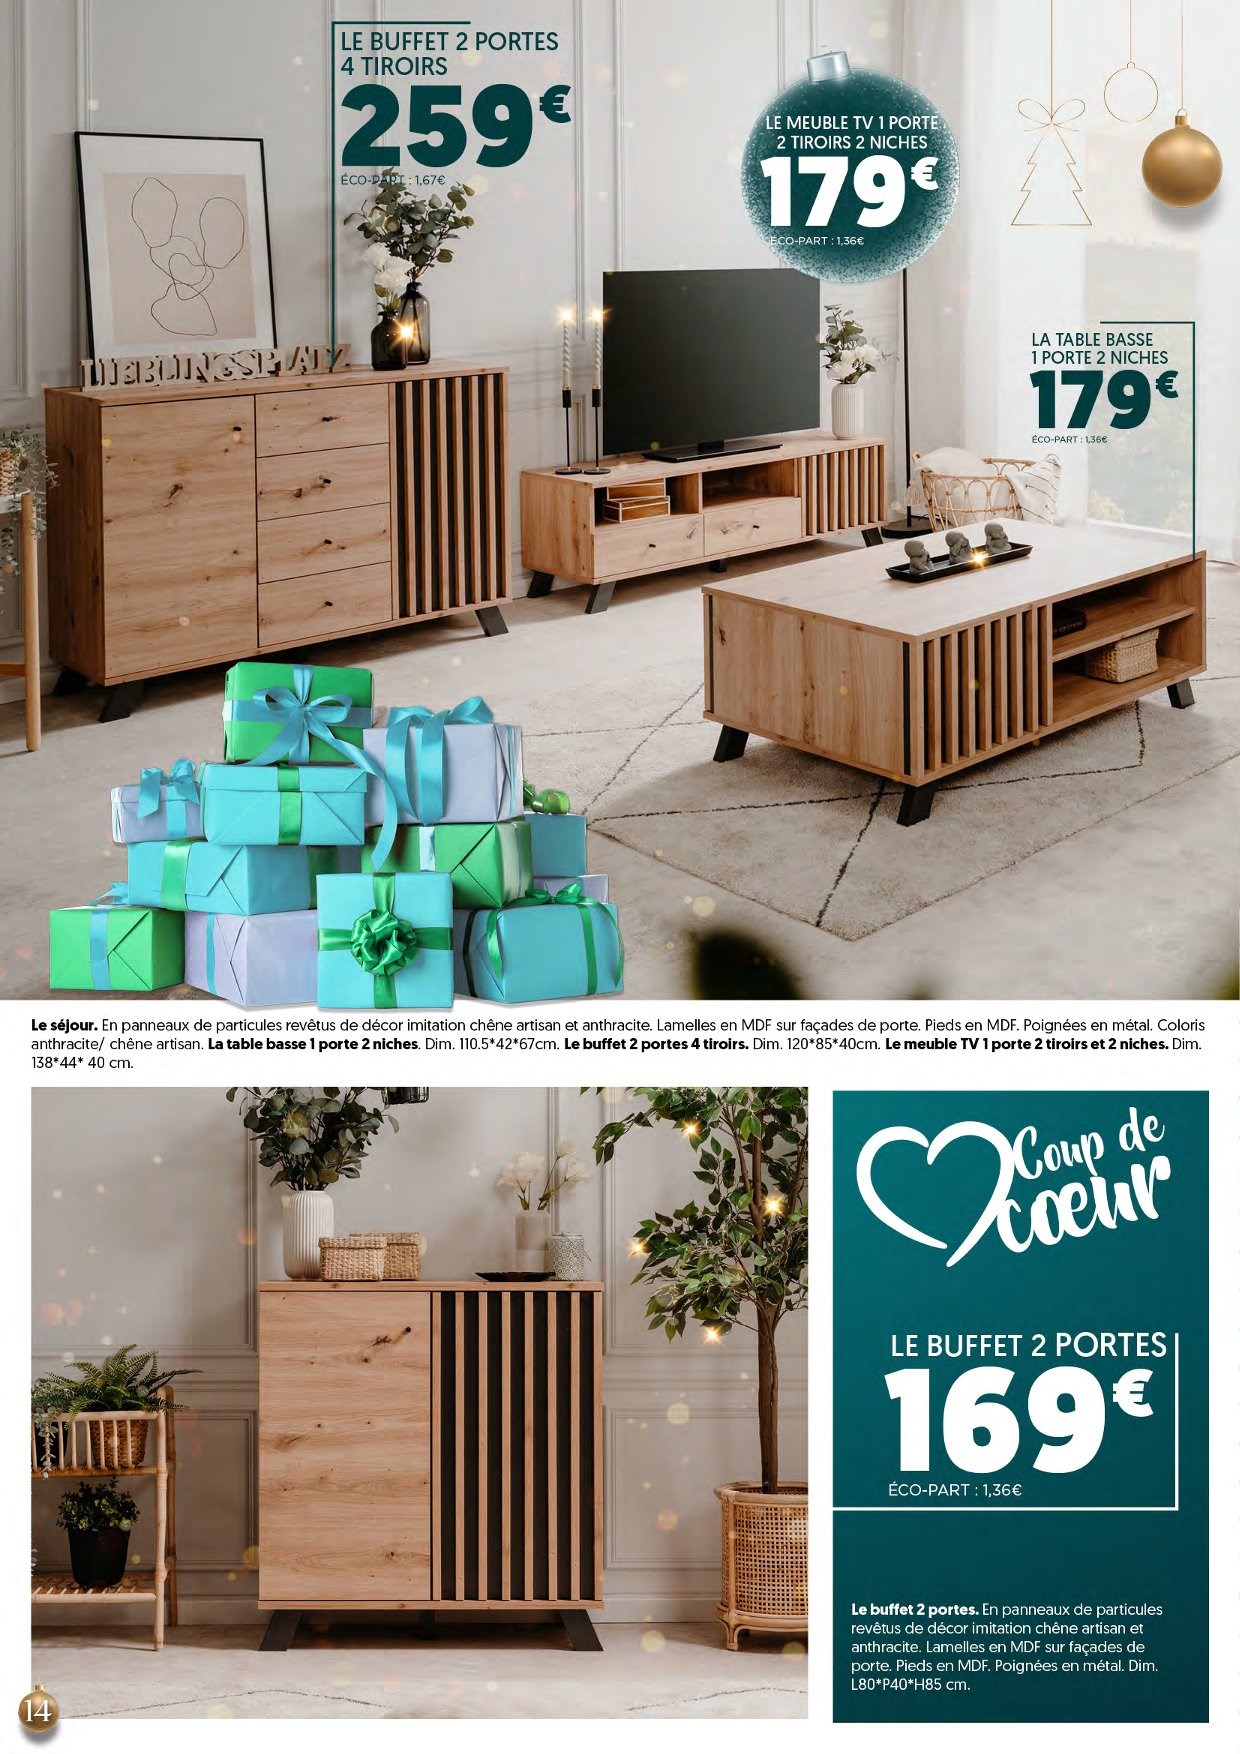 LE BUFFET 2 PORTES
4 TIROIRS
259€
ÉCO-PART : 1,67€
LE MEUBLE TV 1 PORTE
2 TIROIRS 2 NICHES
179€
ÉCO-PART : 1,36€
LA TABLE BASSE
1 PORTE 2 NICHES
179€
ÉCO-PART : 1,36€
LIEBLINGSPLATZ
Le séjour. En panneaux de particules revêtus de décor imitation chêne artisan et anthracite. Lamelles en MDF sur façades de porte. Pieds en MDF. Poignées en métal. Coloris
anthracite/ chêne artisan. La table basse 1 porte 2 niches. Dim. 110.5*42*67cm. Le buffet 2 portes 4 tiroirs. Dim. 120*85*40cm. Le meuble TV 1 porte 2 tiroirs et 2 niches. Dim.
138*44* 40 cm.
Coup de
cœur
LE BUFFET 2 PORTES
169€
ÉCO-PART : 1,36€
Le buffet 2 portes. En panneaux de particules
revêtus de décor imitation chêne artisan et
anthracite. Lamelles en MDF sur façades de
porte. Pieds en MDF. Poignées en métal. Dim.
L80*P40*H85 cm.
14